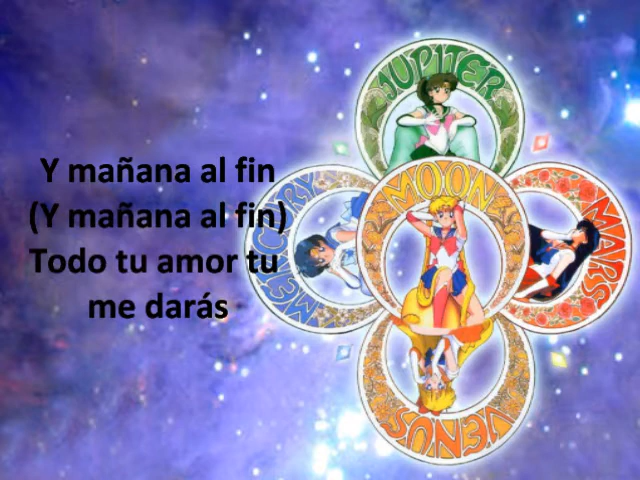 Y mañana al fin
(Y mañana al fin)
Todo tu amor tu
me darás
JUPITER
MOON
MERCURY
MARS
VENUS